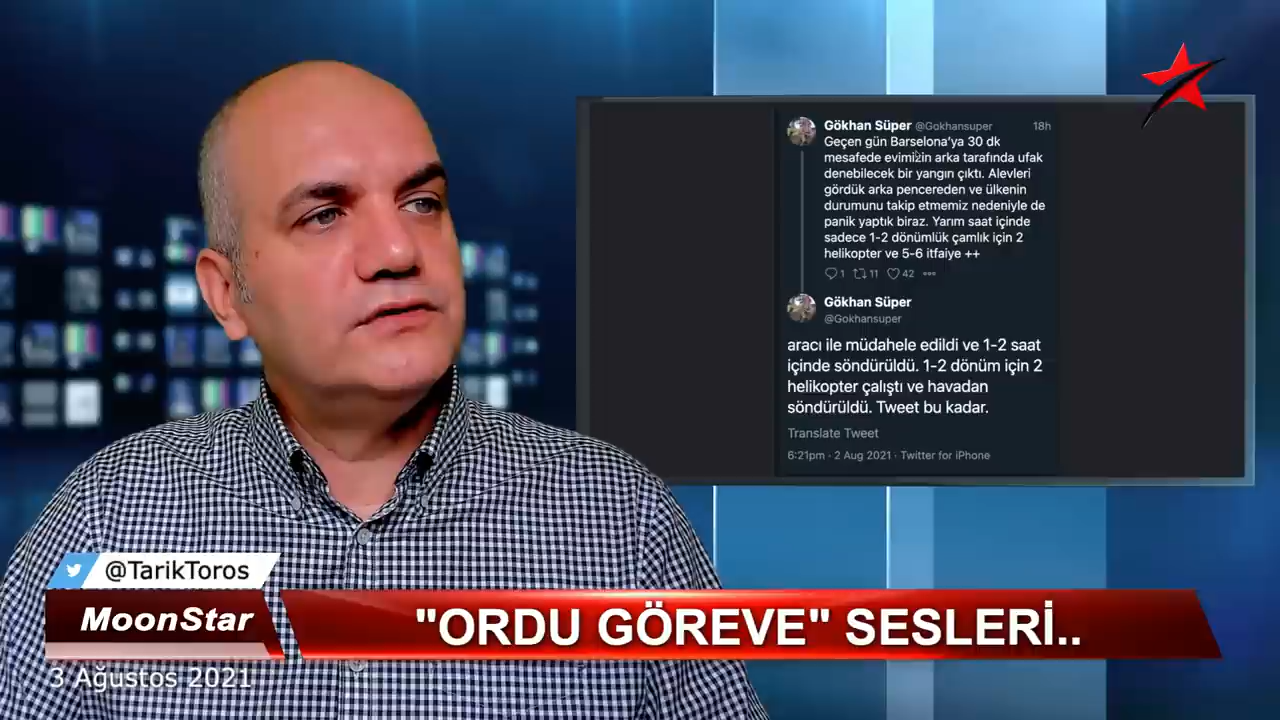 Gökhan Süper @Gokhansuper 18h
Geçen gün Barselona'ya 30 dk
mesafede evimizin arka tarafında ufak
denebilecek bir yangın çıktı. Alevleri
gördük arka pencereden ve ülkenin
durumunu takip etmemiz nedeniyle de
panik yaptık biraz. Yarım saat içinde
sadece 1-2 dönümlük çamlık için 2
helikopter ve 5-6 itfaiye ++
1 11 42
Gökhan Süper
@Gokhansuper
aracı ile müdahele edildi ve 1-2 saat
içinde söndürüldü. 1-2 dönüm için 2
helikopter çalıştı ve havadan
söndürüldü. Tweet bu kadar.
Translate Tweet
6:21pm · 2 Aug 2021 · Twitter for iPhone
@TarikToros
MoonStar
"ORDU GÖREVE" SESLERİ..
3 Ağustos 2021